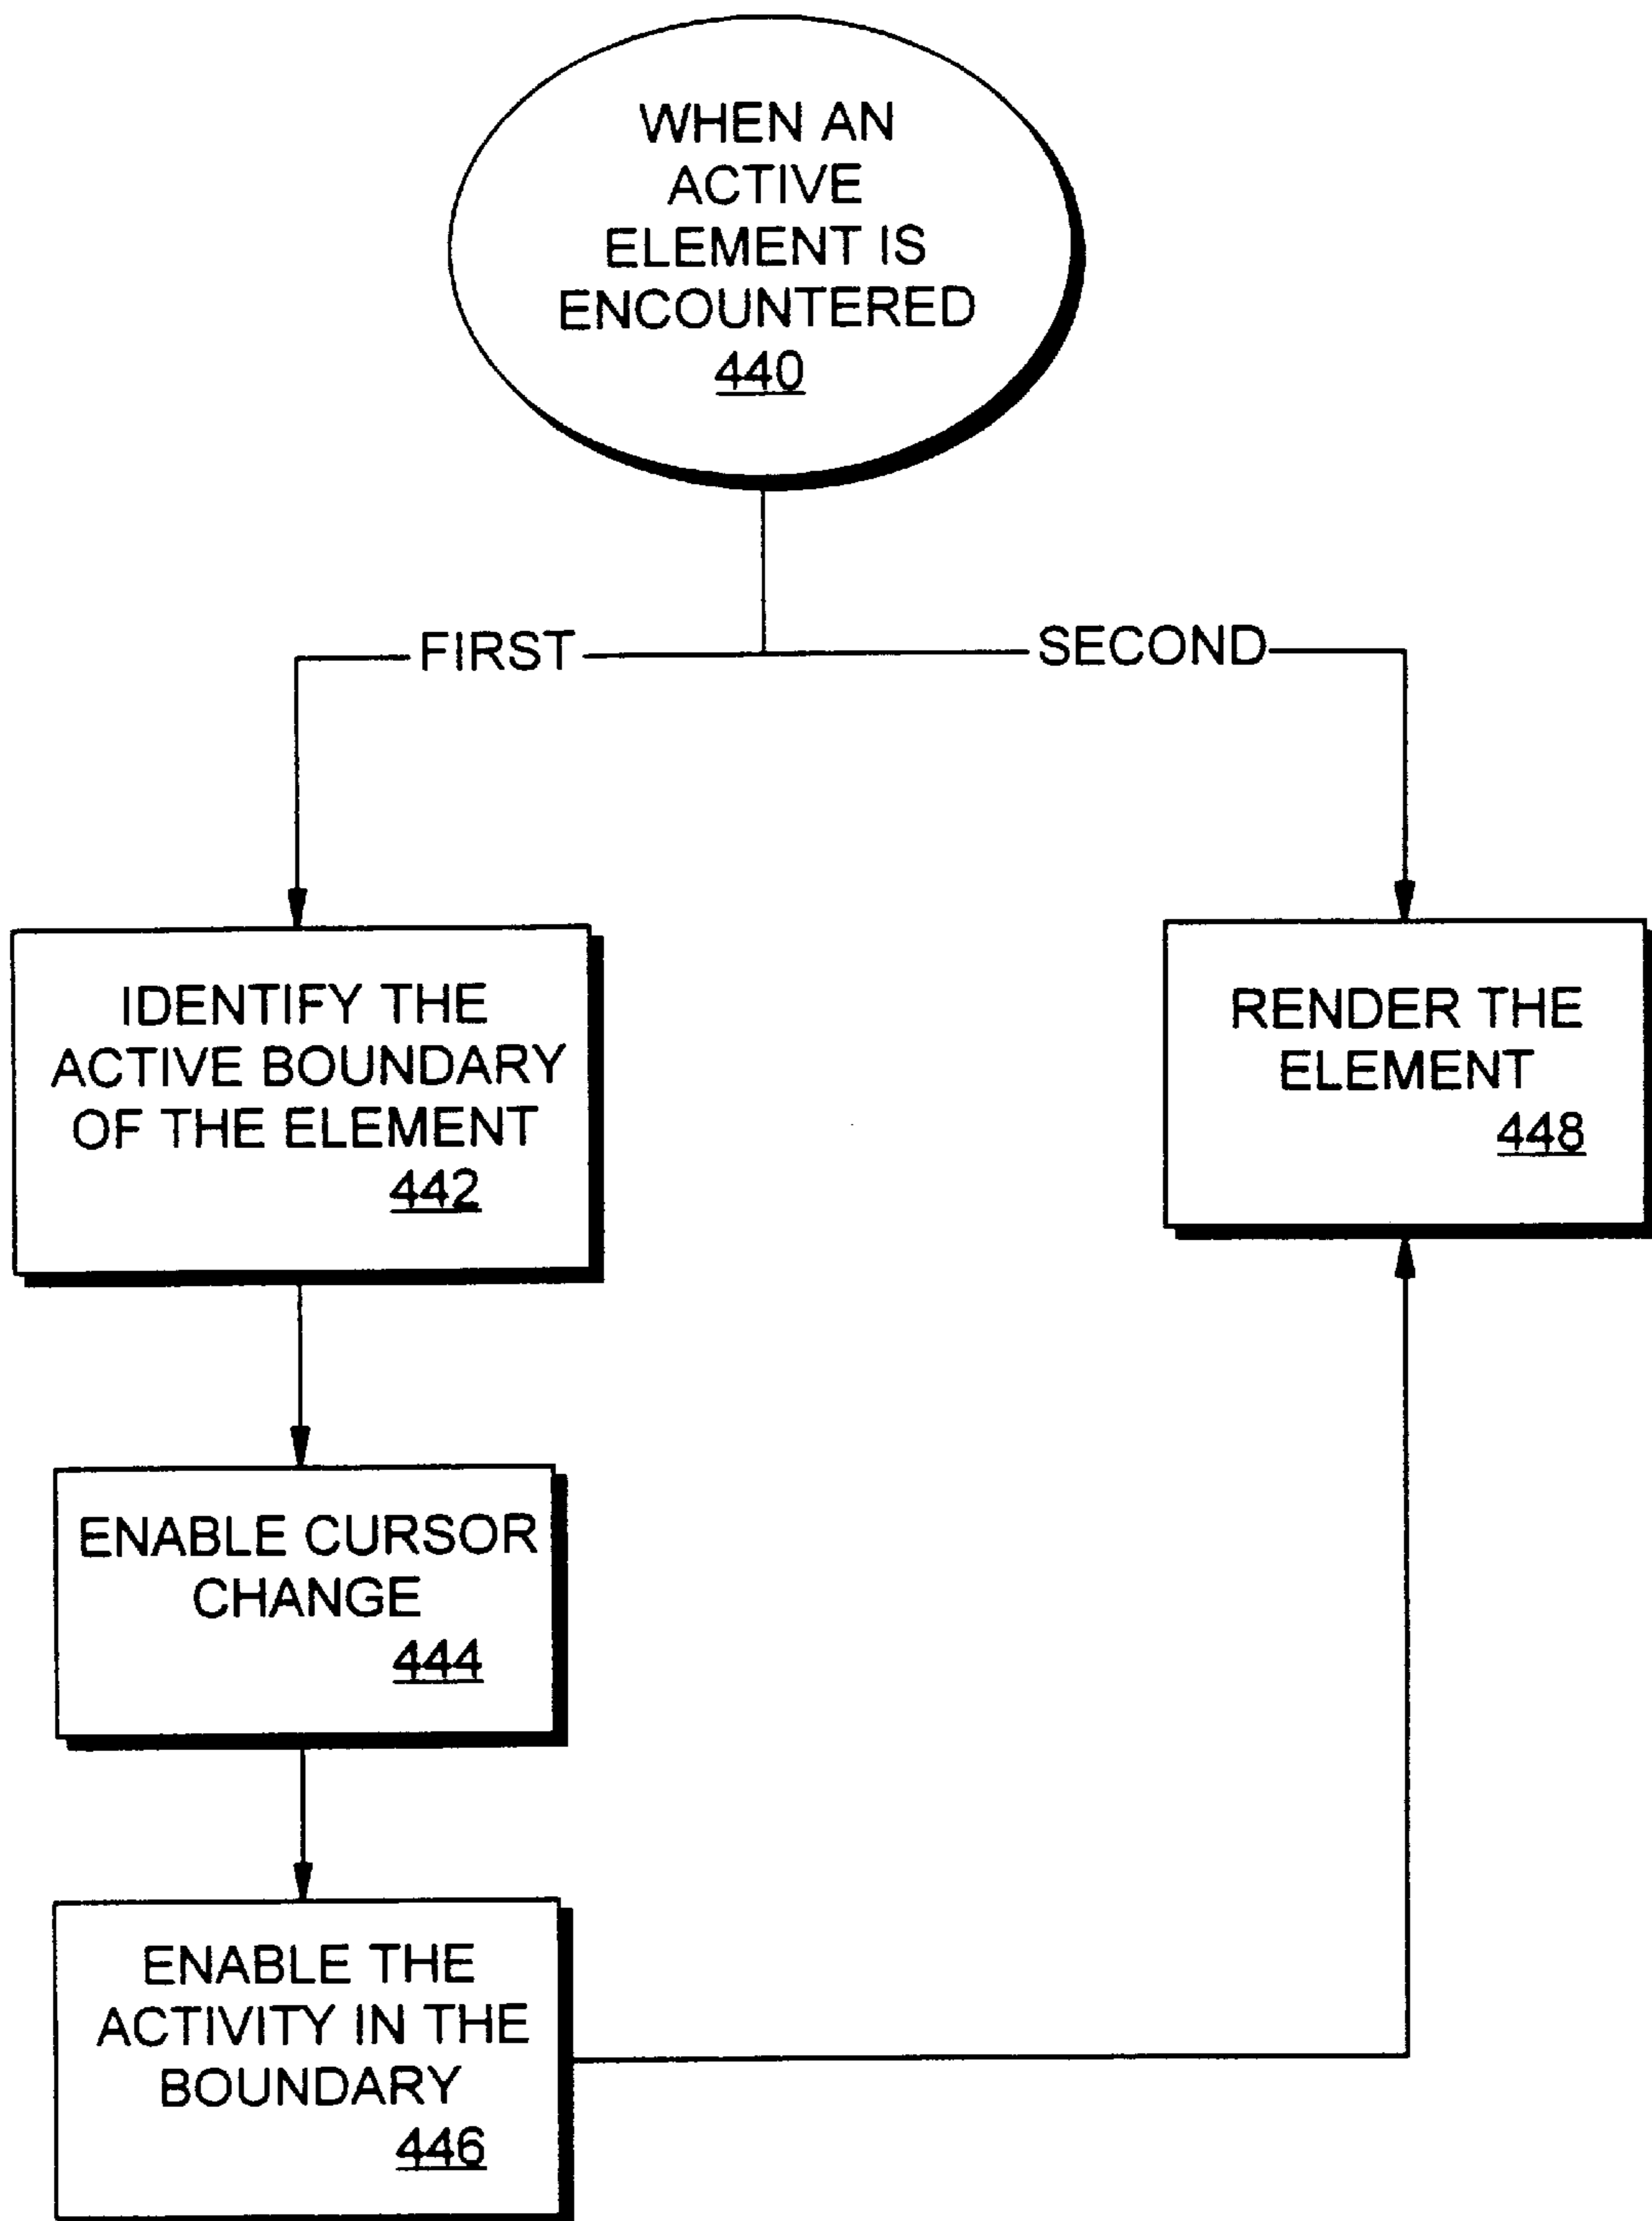 WHEN AN
ACTIVE
ELEMENT IS
ENCOUNTERED
440
FIRST
SECOND
IDENTIFY THE
ACTIVE BOUNDARY
OF THE ELEMENT
442
RENDER THE
ELEMENT
448
ENABLE CURSOR
CHANGE
444
ENABLE THE
ACTIVITY IN THE
BOUNDARY
446